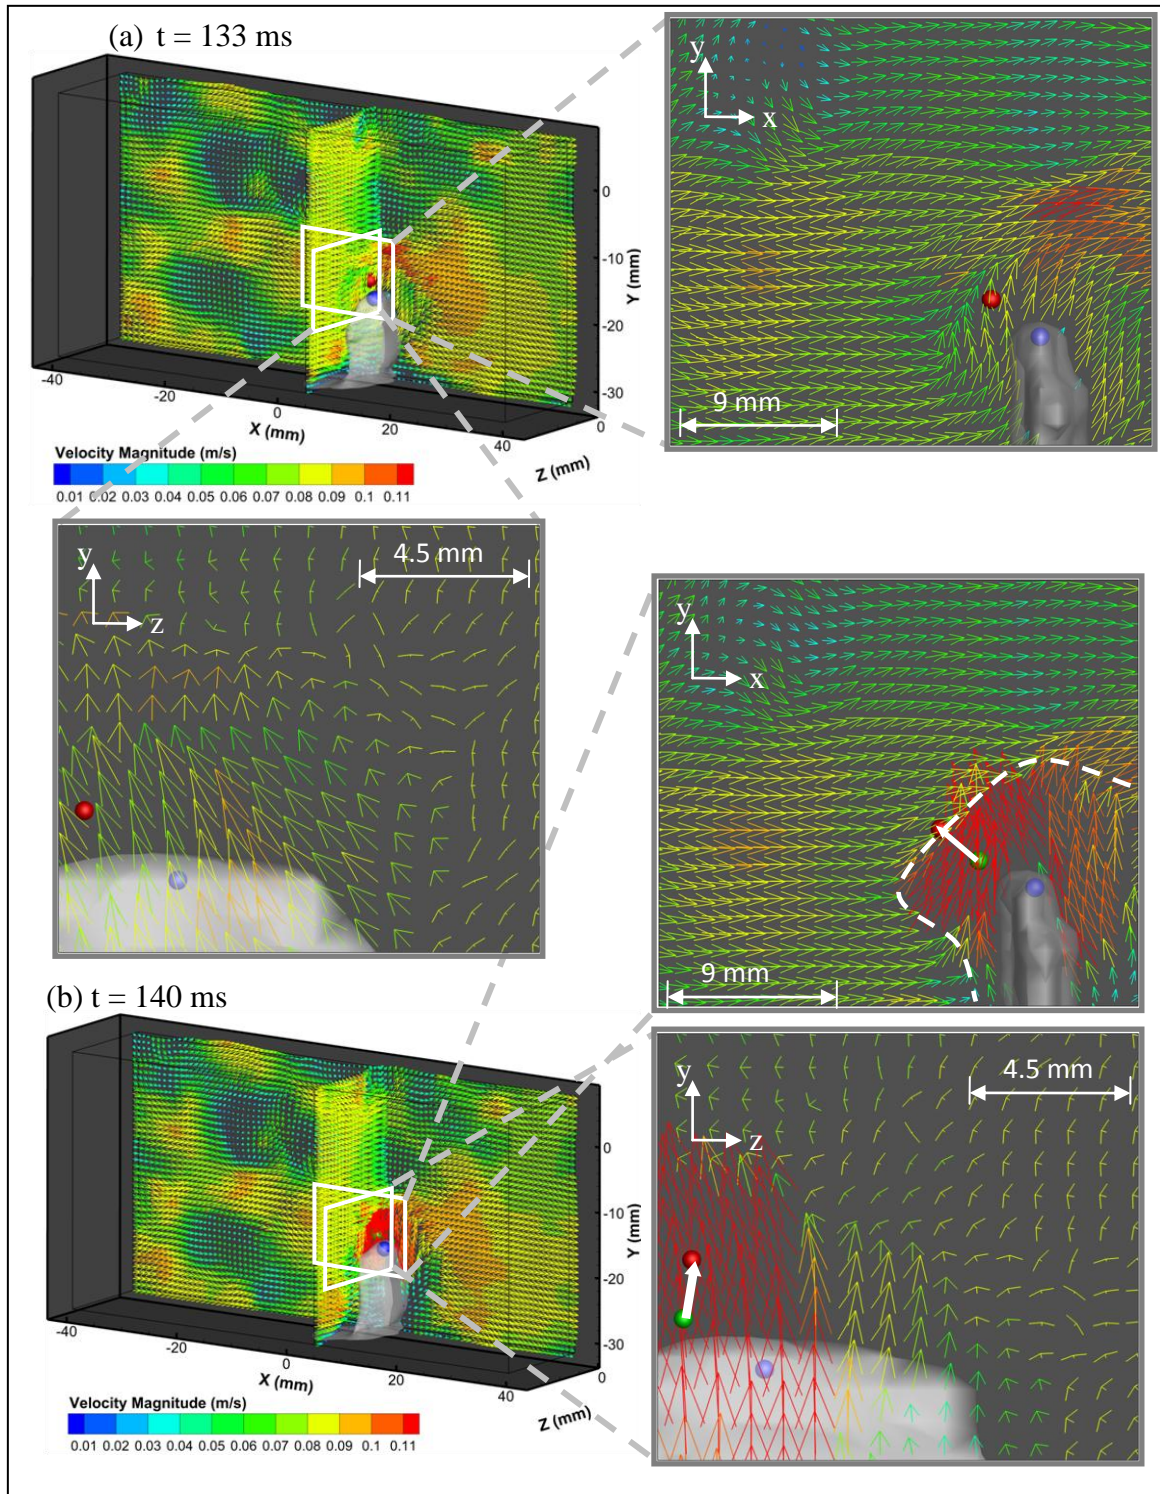 (a) t = 133 ms
y
x
9 mm
0
-10
-20
-30
Y (mm)
-40
-20
0
20
40
0
X (mm)
Z (mm)
Velocity Magnitude (m/s)
0.01 0.02 0.03 0.04 0.05 0.06 0.07 0.08 0.09 0.1 0.11
y
z
4.5 mm
y
x
9 mm
(b) t = 140 ms
0
-10
-20
-30
Y (mm)
-40
-20
0
20
40
0
X (mm)
Z (mm)
Velocity Magnitude (m/s)
0.01 0.02 0.03 0.04 0.05 0.06 0.07 0.08 0.09 0.1 0.11
y
z
4.5 mm